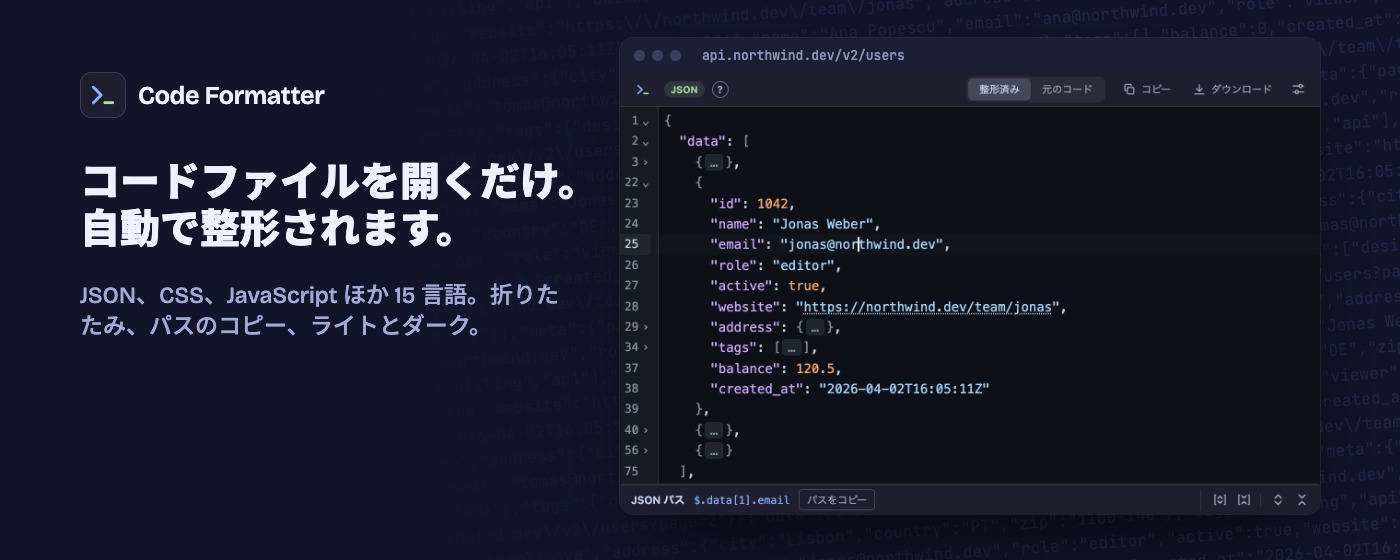 Code Formatter
コードファイルを開くだけ。
自動で整形されます。
JSON、CSS、JavaScript ほか 15 言語。折りた
たみ、パスのコピー、ライトとダーク。
api.northwind.dev/v2/users
JSON ? 整形済み 元のコード コピー ダウンロード
1 {
2 "data": [
3 {…},
22 {
23 "id": 1042,
24 "name": "Jonas Weber",
25 "email": "jonas@northwind.dev",
26 "role": "editor",
27 "active": true,
28 "website": "https://northwind.dev/team/jonas",
29 "address": {…},
34 "tags": […],
37 "balance": 120.5,
38 "created_at": "2026-04-02T16:05:11Z"
39 },
40 {…},
56 {…}
75 ],
JSON パス $.data[1].email パスをコピー